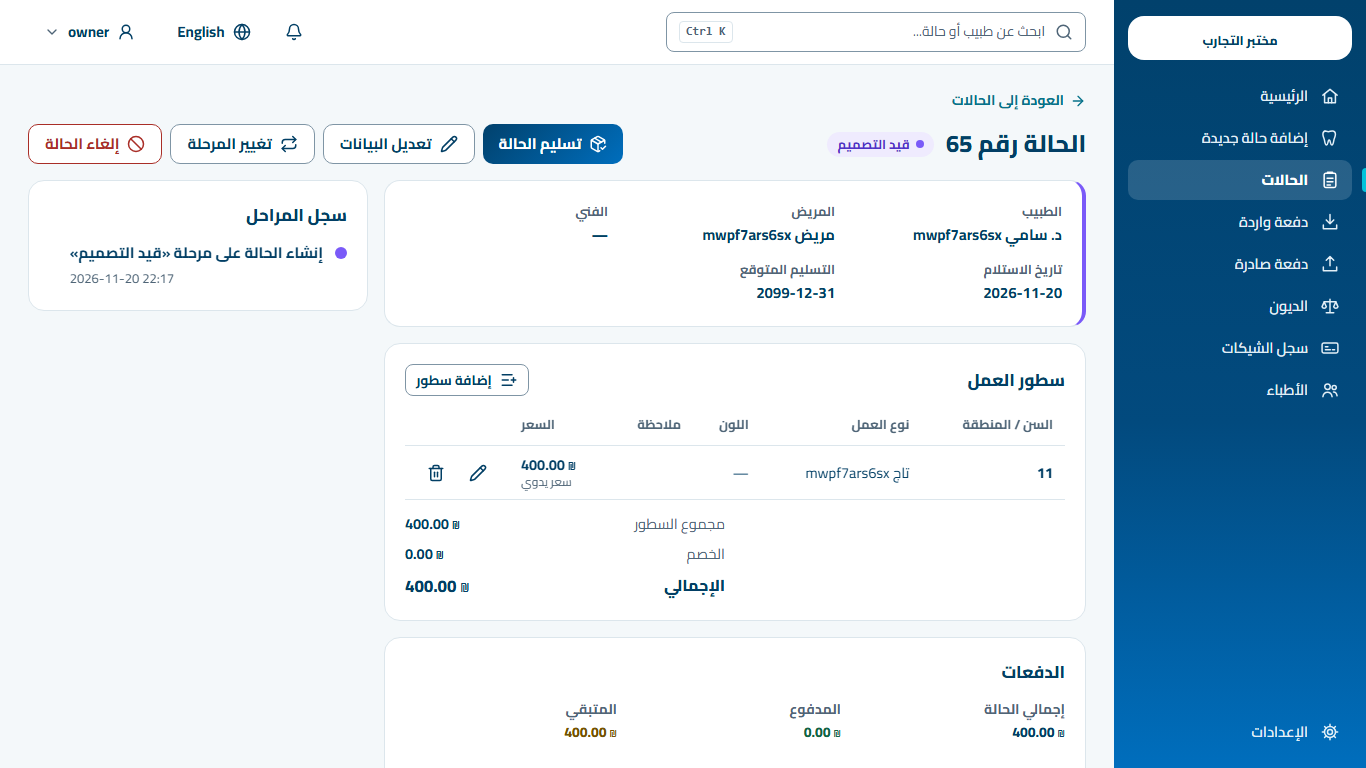 مختبر التجارب
الرئيسية
إضافة حالة جديدة
الحالات
دفعة واردة
دفعة صادرة
الديون
سجل الشيكات
الأطباء
الإعدادات
ابحث عن طبيب أو حالة...
Ctrl K
English
owner
العودة إلى الحالات
الحالة رقم 65
قيد التصميم
تسليم الحالة
تعديل البيانات
تغيير المرحلة
إلغاء الحالة
الطبيب
د. سامي mwpf7ars6sx
المريض
مريض mwpf7ars6sx
الفني
—
تاريخ الاستلام
2026-11-20
التسليم المتوقع
2099-12-31
سجل المراحل
إنشاء الحالة على مرحلة «قيد التصميم»
2026-11-20 22:17
سطور العمل
إضافة سطور
السن / المنطقة نوع العمل اللون ملاحظة السعر
11 تاج mwpf7ars6sx — 400.00 ₪
سعر يدوي
مجموع السطور 400.00 ₪
الخصم 0.00 ₪
الإجمالي 400.00 ₪
الدفعات
إجمالي الحالة المدفوع المتبقي
400.00 ₪ 0.00 ₪ 400.00 ₪